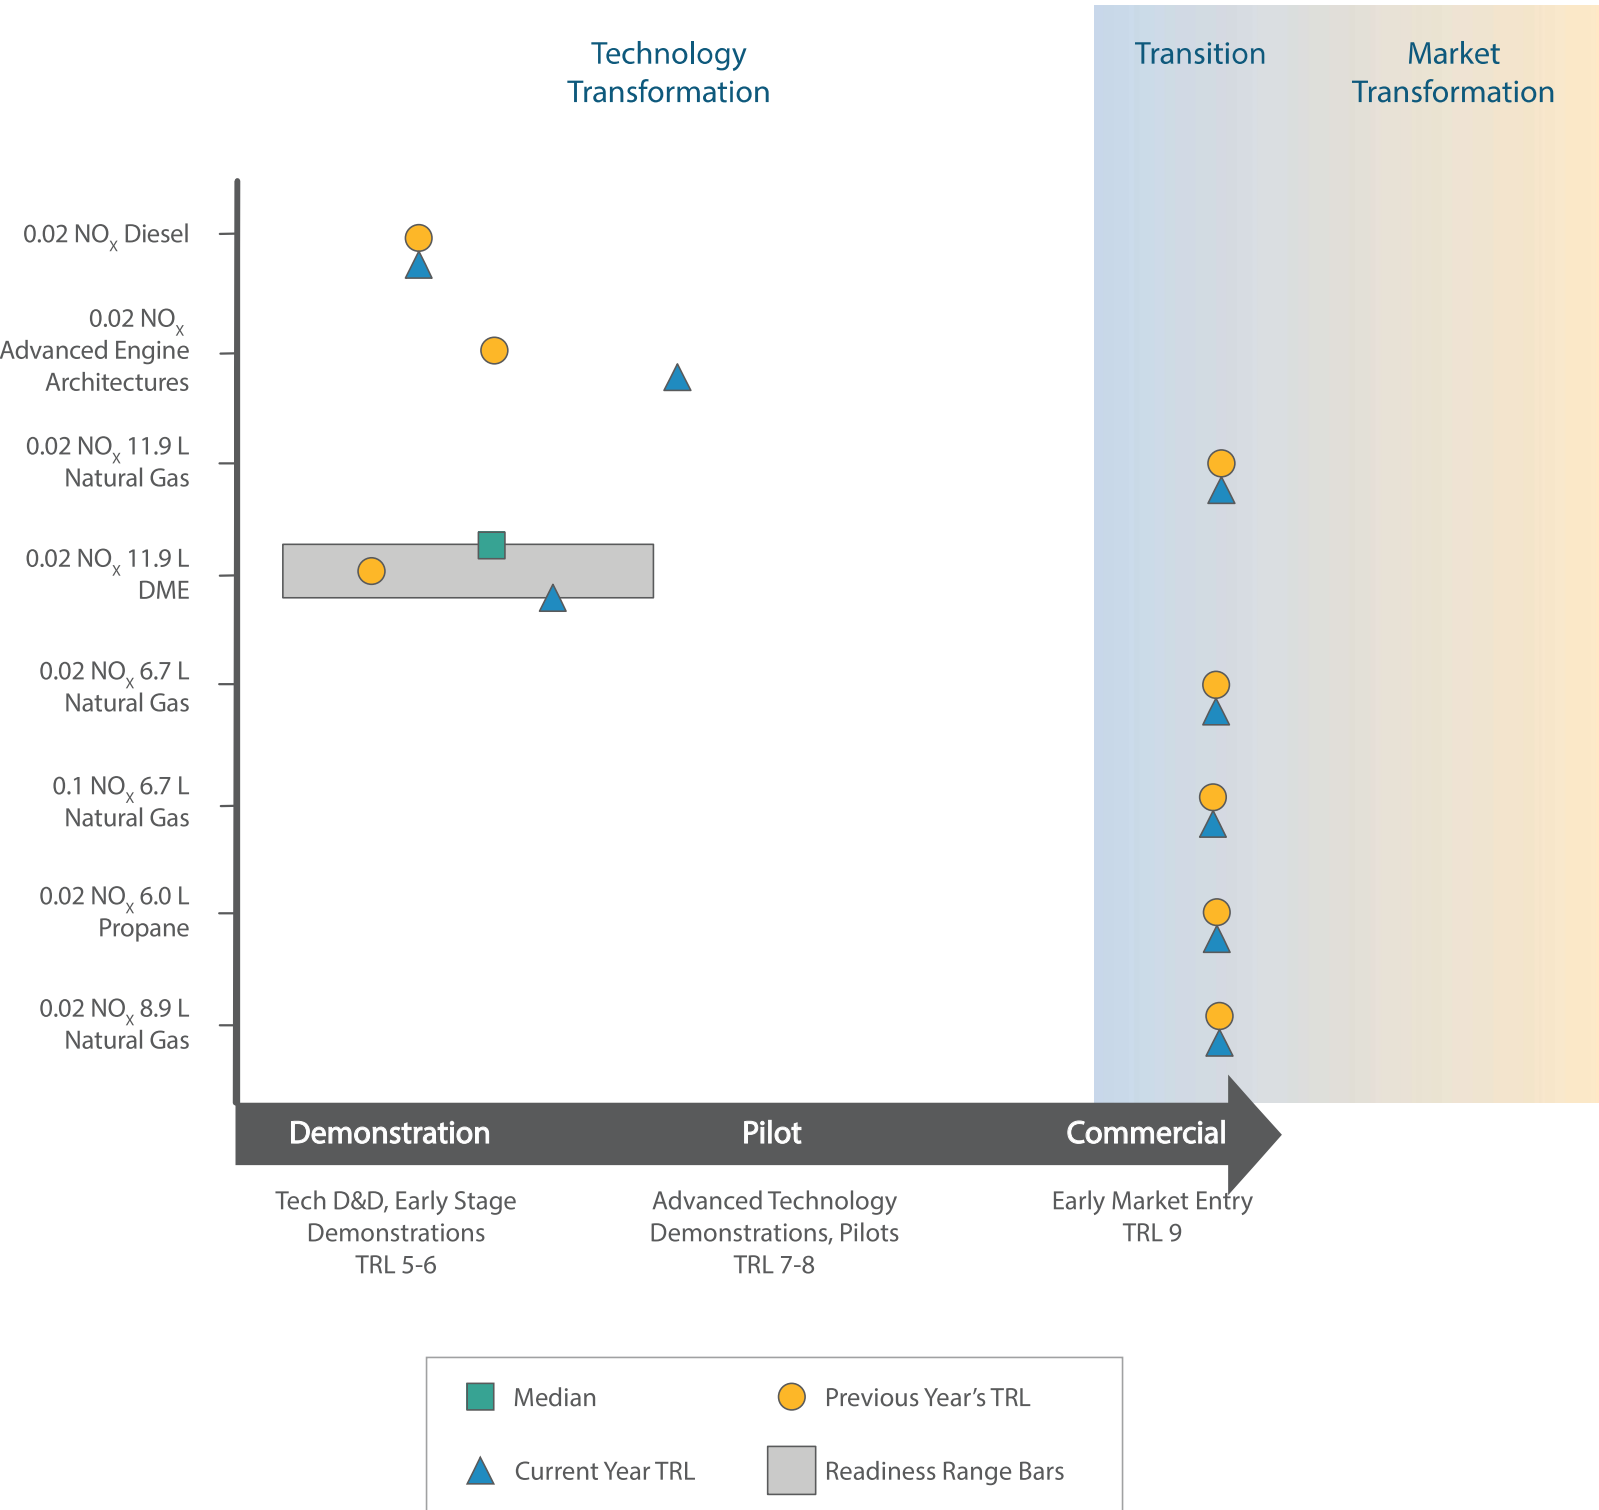 Technology
Transformation
Transition
Market
Transformation
0.02 NOX Diesel
0.02 NOX
Advanced Engine
Architectures
0.02 NOX 11.9 L
Natural Gas
0.02 NOX 11.9 L
DME
0.02 NOX 6.7 L
Natural Gas
0.1 NOX 6.7 L
Natural Gas
0.02 NOX 6.0 L
Propane
0.02 NOX 8.9 L
Natural Gas
Demonstration
Pilot
Commercial
Tech D&D, Early Stage
Demonstrations
TRL 5-6
Advanced Technology
Demonstrations, Pilots
TRL 7-8
Early Market Entry
TRL 9
Median
Previous Year’s TRL
Current Year TRL
Readiness Range Bars